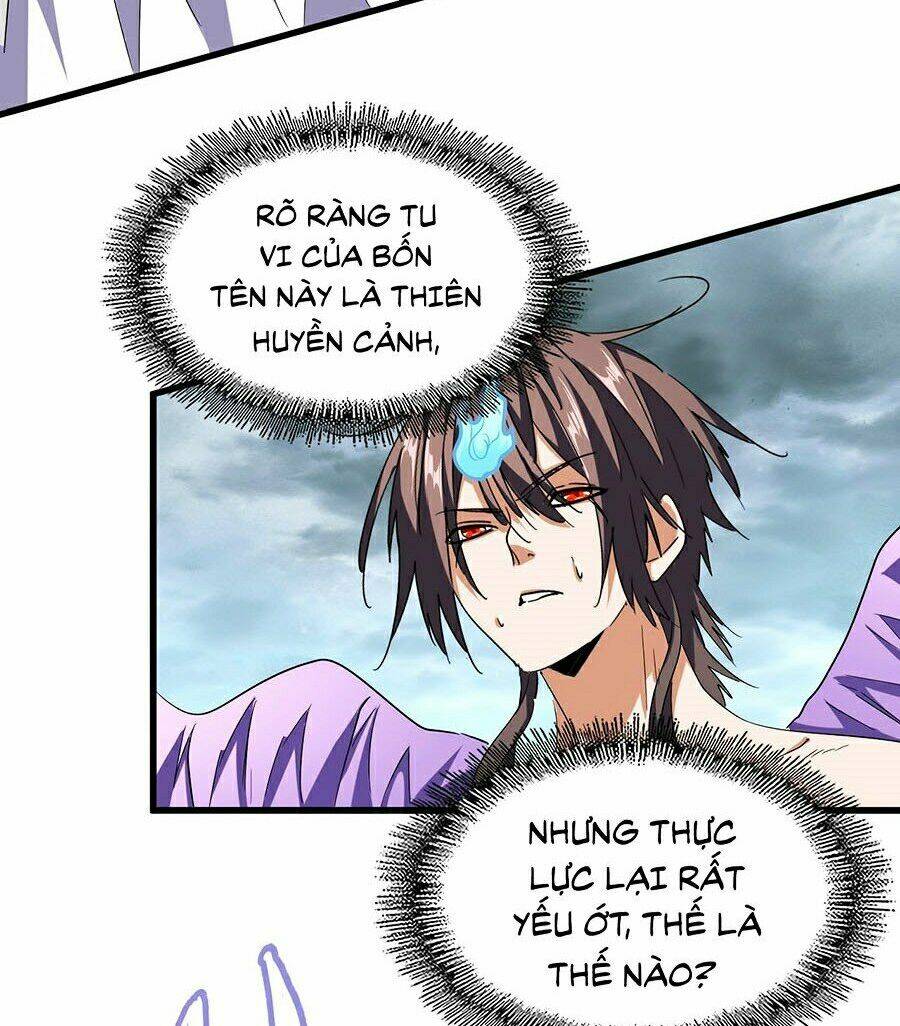 RÕ RÀNG TU
VI CỦA BỐN
TÊN NÀY LÀ THIÊN
HUYỀN CẢNH,
NHƯNG THỰC
LỰC LẠI RẤT
YẾU ỚT, THẾ LÀ
THẾ NÀO?